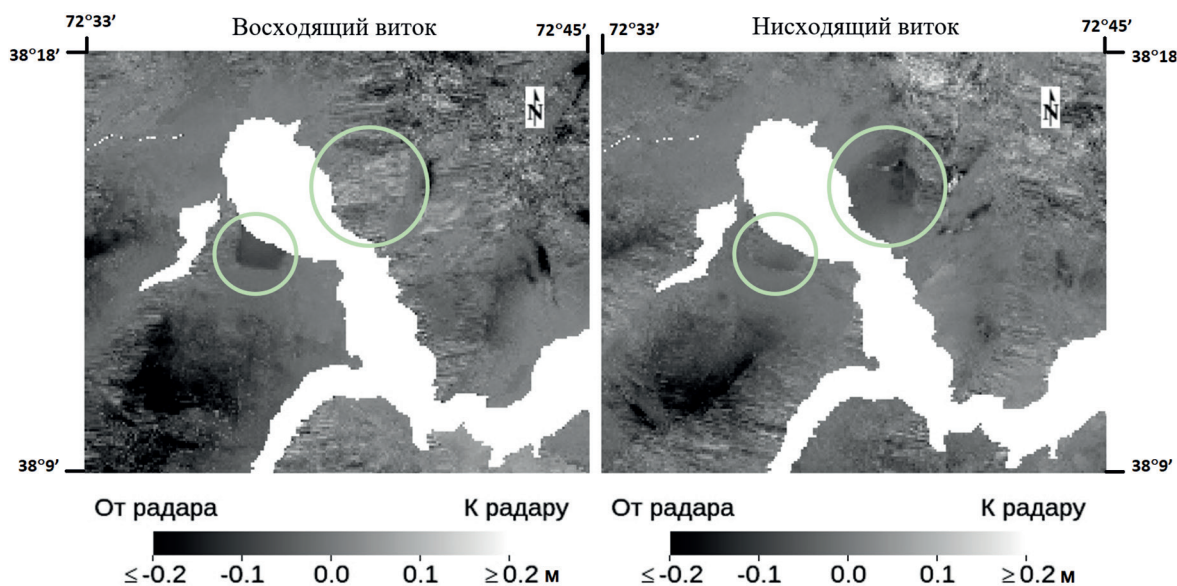 72°33’ Восходящий виток 72°45’ 72°33’ Нисходящий виток 72°45’
38°18’ 38°18’
N N
38°9’ 38°9’
От радара К радару От радара К радару
≤ -0.2 -0.1 0.0 0.1 ≥ 0.2 м ≤ -0.2 -0.1 0.0 0.1 ≥ 0.2 м